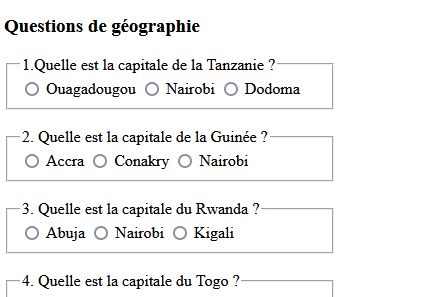 Questions de géographie
1.Quelle est la capitale de la Tanzanie ?
Ouagadougou Nairobi Dodoma
2. Quelle est la capitale de la Guinée ?
Accra Conakry Nairobi
3. Quelle est la capitale du Rwanda ?
Abuja Nairobi Kigali
4. Quelle est la capitale du Togo ?